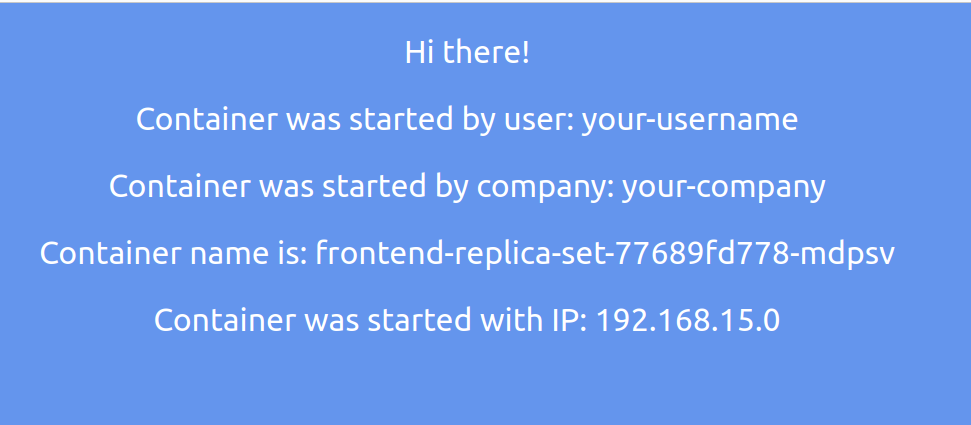 Hi there!
Container was started by user: your-username
Container was started by company: your-company
Container name is: frontend-replica-set-77689fd778-mdpsv
Container was started with IP: 192.168.15.0